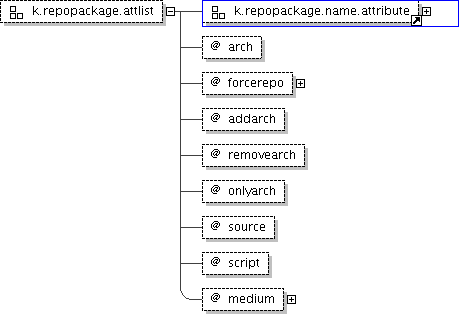 k.repopackage.attlist
k.repopackage.name.attribute
@ arch
@ forcerepo
@ addarch
@ removearch
@ onlyarch
@ source
@ script
@ medium